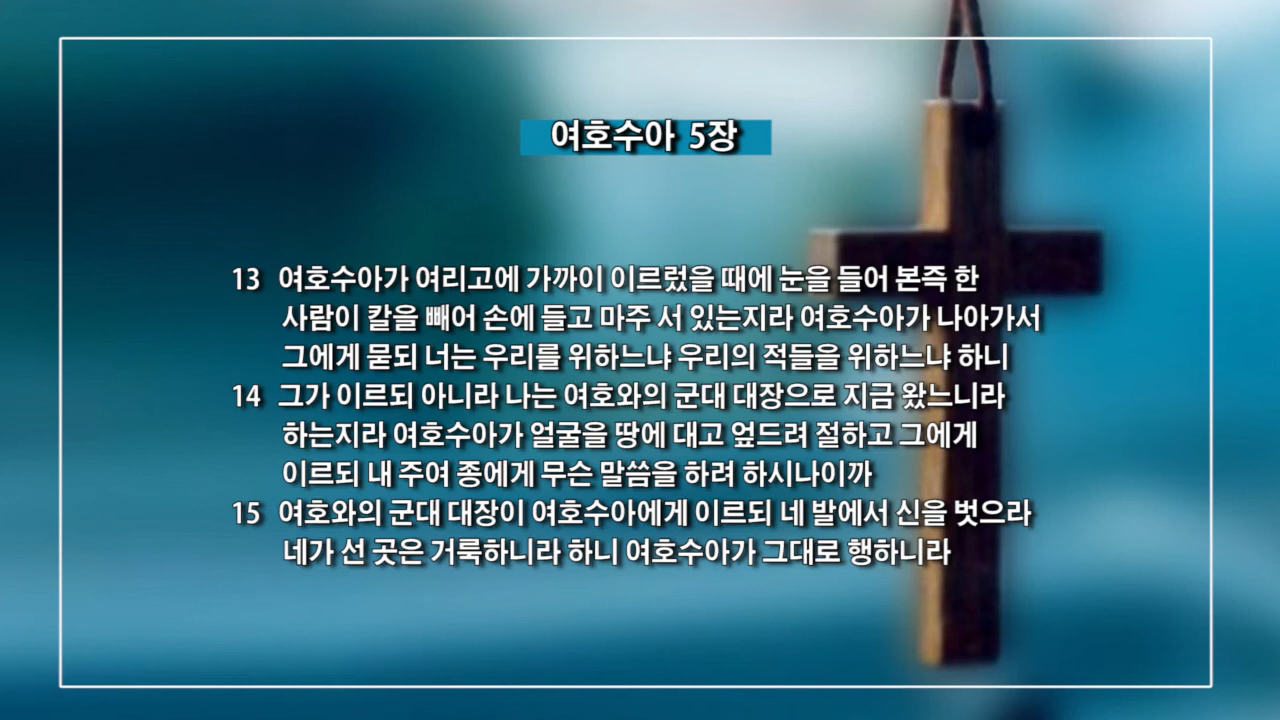 여호수아 5장
13 여호수아가 여리고에 가까이 이르렀을 때에 눈을 들어 본즉 한
사람이 칼을 빼어 손에 들고 마주 서 있는지라 여호수아가 나아가서
그에게 묻되 너는 우리를 위하느냐 우리의 적들을 위하느냐 하니
14 그가 이르되 아니라 나는 여호와의 군대 대장으로 지금 왔느니라
하는지라 여호수아가 얼굴을 땅에 대고 엎드려 절하고 그에게
이르되 내 주여 종에게 무슨 말씀을 하려 하시나이까
15 여호와의 군대 대장이 여호수아에게 이르되 네 발에서 신을 벗으라
네가 선 곳은 거룩하니라 하니 여호수아가 그대로 행하니라